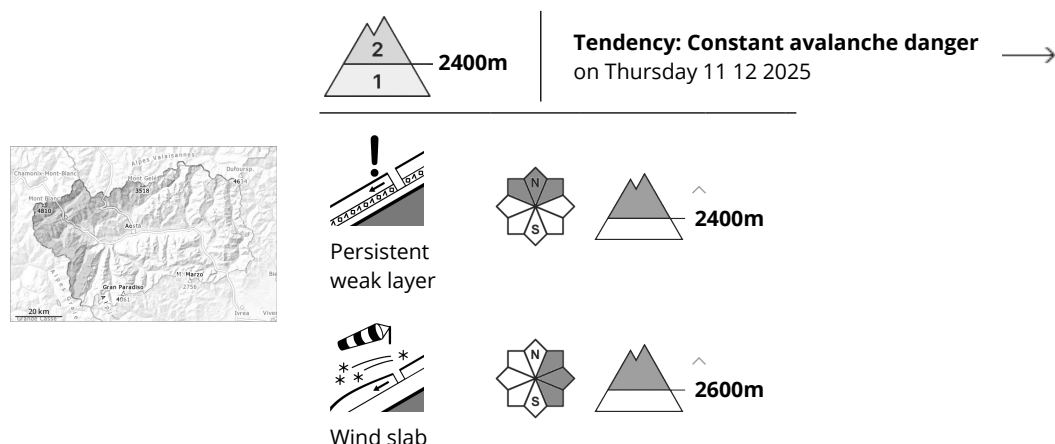 2
1
2400m
Tendency: Constant avalanche danger
on Thursday 11 12 2025
Alpes Valaisannes
Chamonix-Mont-Blanc
Mont Gelé
3518
Dufoursp.
Mont Blanc
4810
Aosta
M. Marzo
2756
Gran Paradiso
4061
Ivrea
20 km
N
S
2400m
Persistent
weak layer
N
S
2600m
Wind slab